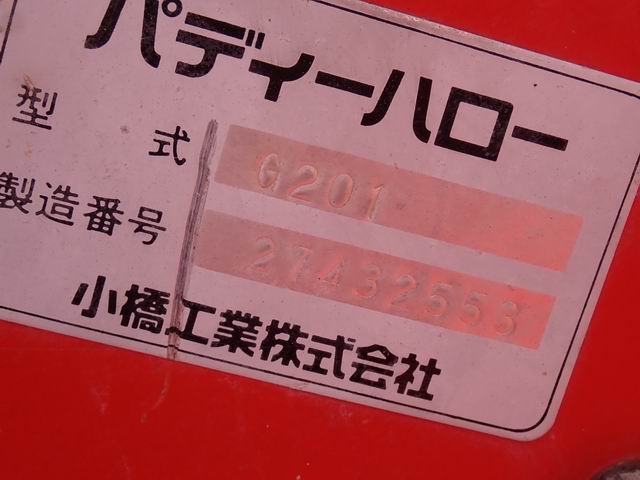 パディーハロー
型式 G201
製造番号 27432553
小橋工業株式会社